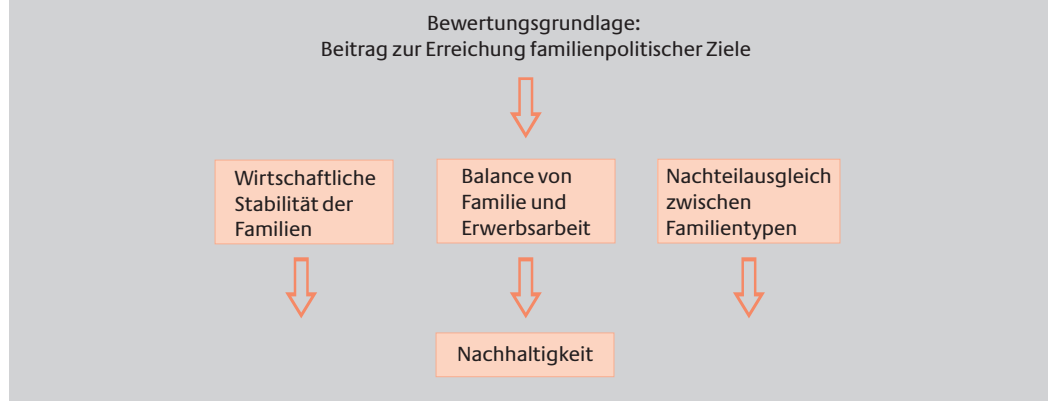 Bewertungsgrundlage:
Beitrag zur Erreichung familienpolitischer Ziele
Wirtschaftliche
Stabilität der
Familien
Balance von
Familie und
Erwerbsarbeit
Nachteilausgleich
zwischen
Familientypen
Nachhaltigkeit